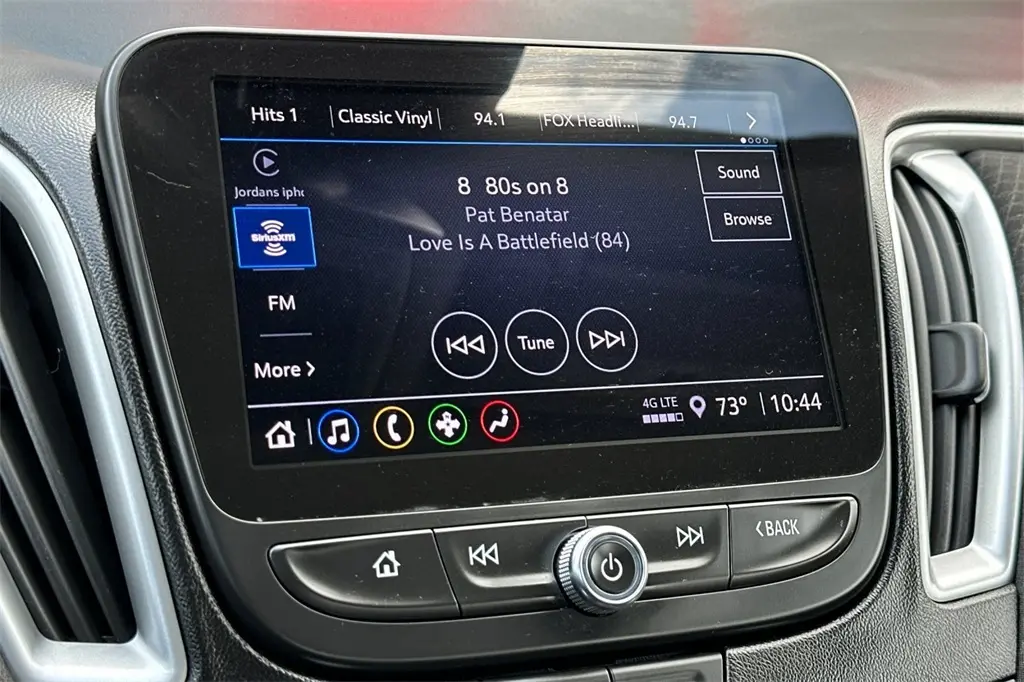 Hits 1 Classic Vinyl 94.1 FOX Headli... 94.7 >
Jordans ipho
SiriusXM
FM
More >
8 80s on 8
Pat Benatar
Love Is A Battlefield (84)
Sound
Browse
Tune
4G LTE
73° 10:44
<BACK